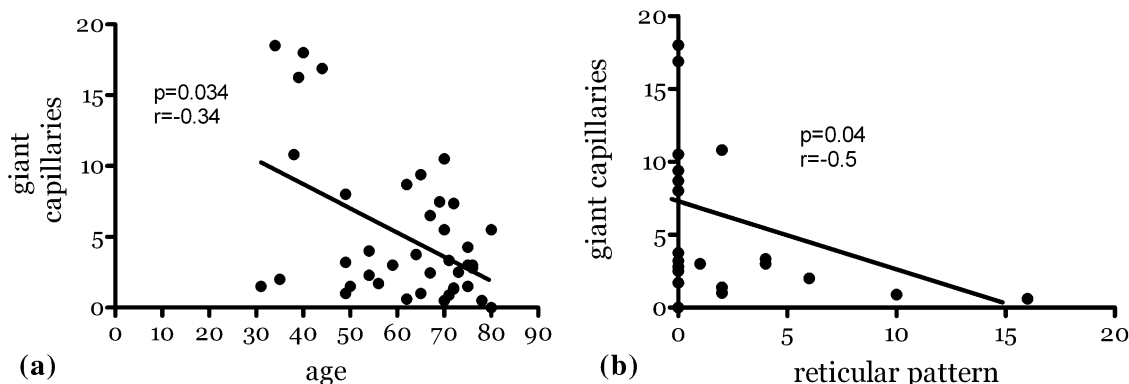 20
15
10
5
0
giant
capillaries
p=0.034
r=-0.34
0 10 20 30 40 50 60 70 80 90
(a) age
20
15
10
5
0
giant capillaries
p=0.04
r=-0.5
0 5 10 15 20
(b) reticular pattern